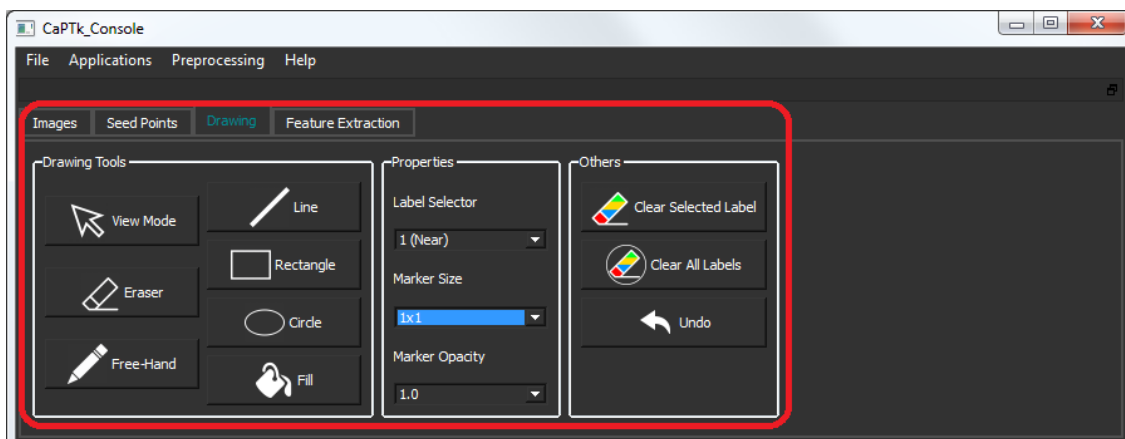 CaPTk_Console
File Applications Preprocessing Help
Images Seed Points Drawing Feature Extraction
Drawing Tools
View Mode
Eraser
Free-Hand
Line
Rectangle
Circle
Fill
Properties
Label Selector
1 (Near)
Marker Size
1x1
Marker Opacity
1.0
Others
Clear Selected Label
Clear All Labels
Undo